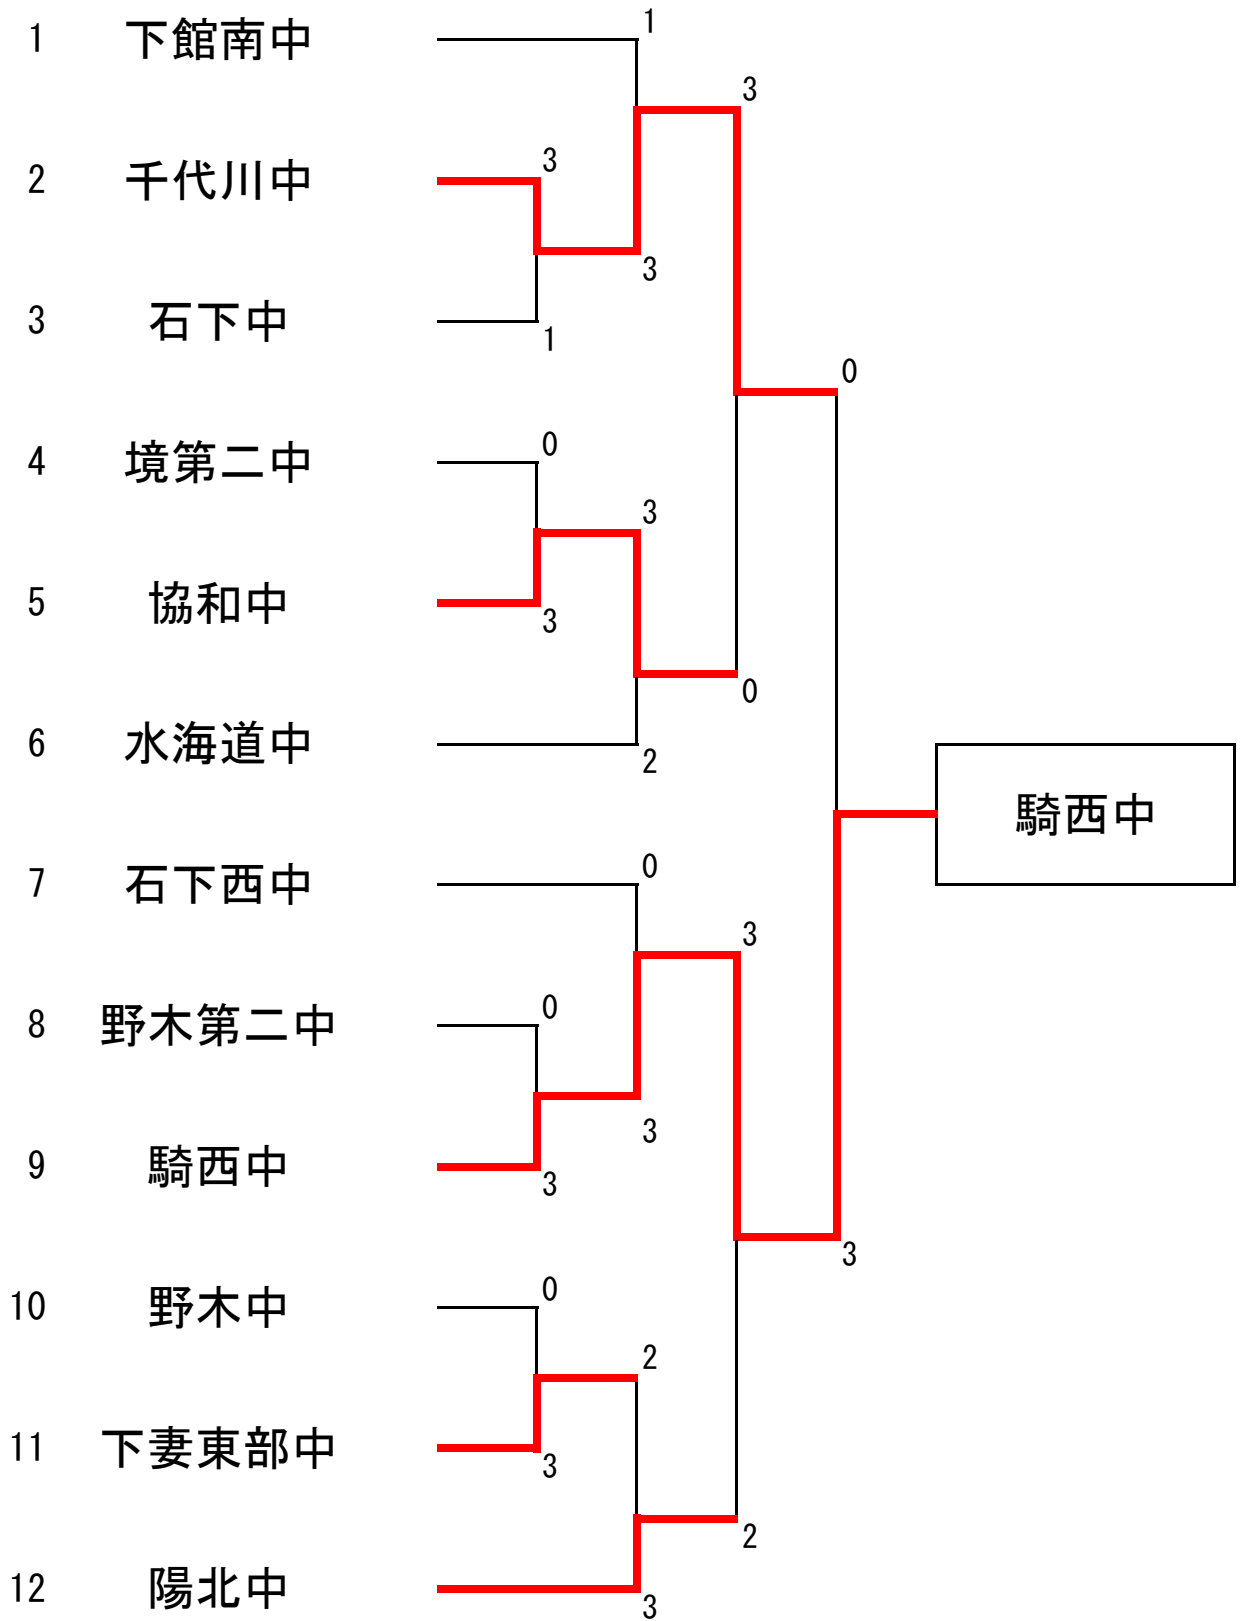 1 下館南中 1
3
2 千代川中 3
3
3 石下中 1
0
4 境第二中 0
3
5 協和中 3
0
6 水海道中 2
騎西中
7 石下西中 0
3
8 野木第二中 0
3
9 騎西中 3
3
10 野木中 0
2
11 下妻東部中 3
2
12 陽北中 3